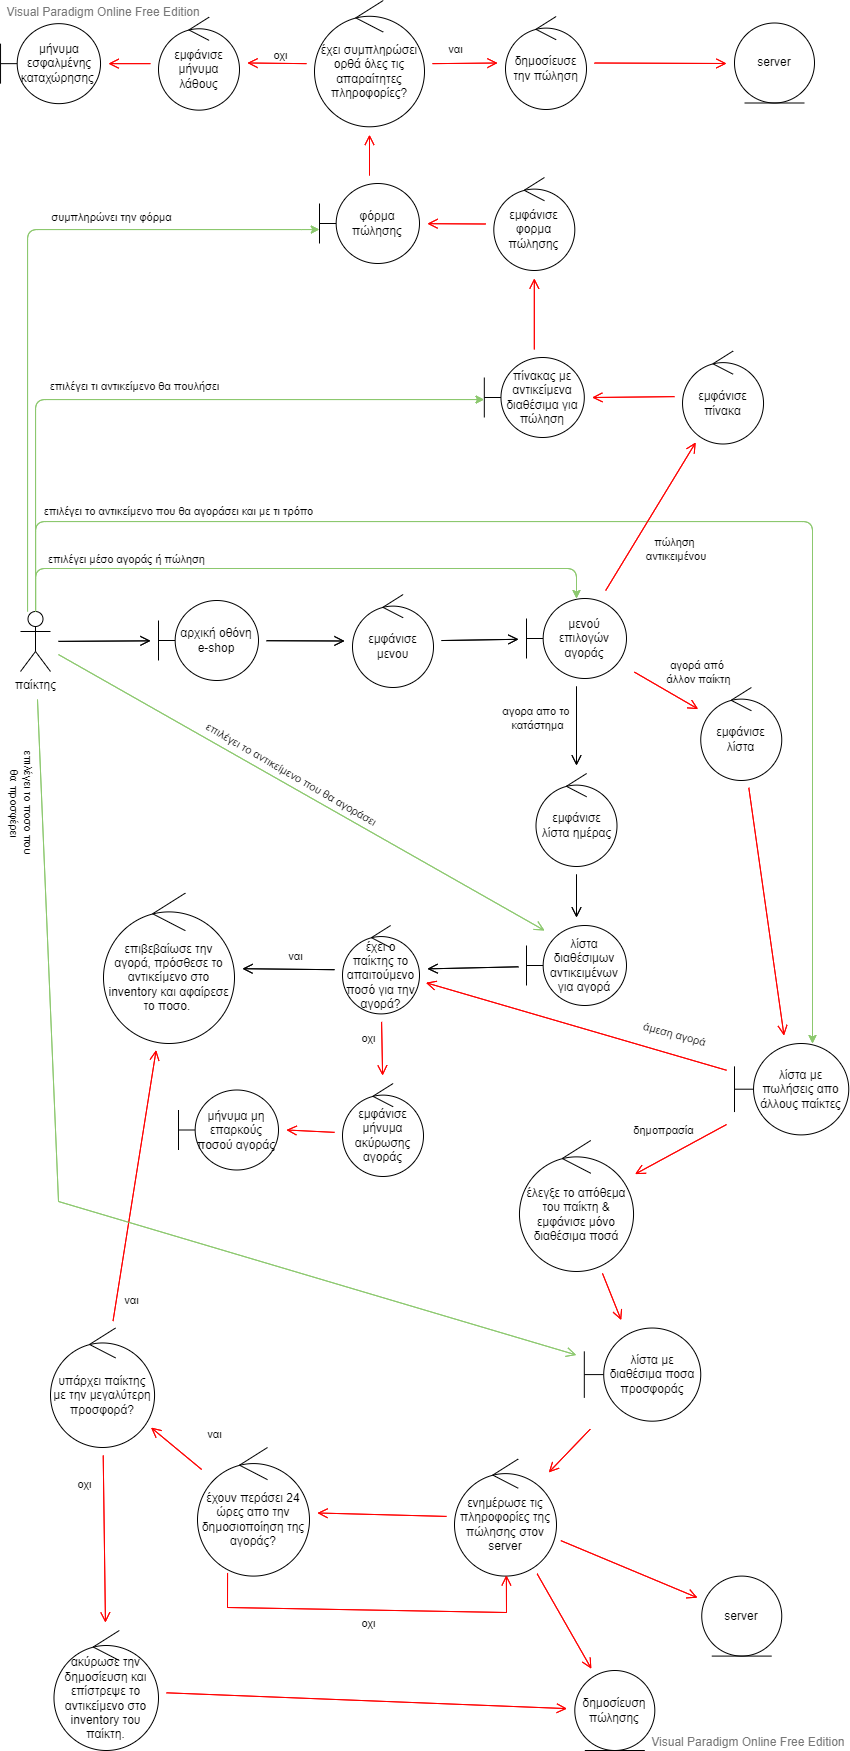 Visual Paradigm Online Free Edition
μήνυμα
εσφαλμένης
καταχώρησης
εμφάνισε
μήνυμα
λάθους
οχι
έχει συμπληρώσει
ορθά όλες τις
απαραίτητες
πληροφορίες?
ναι
δημοσίευσε
την πώληση
server
συμπληρώνει την φόρμα
φόρμα
πώλησης
εμφάνισε
φορμα
πώλησης
επιλέγει τι αντικείμενο θα πουλήσει
πίνακας με
αντικείμενα
διαθέσιμα για
πώληση
εμφάνισε
πίνακα
επιλέγει το αντικείμενο που θα αγοράσει και με τι τρόπο
πώληση
αντικειμένου
επιλέγει μέσο αγοράς ή πώληση
παίκτης
αρχική οθόνη
e-shop
εμφάνισε
μενου
μενού
επιλογών
αγοράς
αγορά από
άλλον παίκτη
αγορα απο το
κατάστημα
εμφάνισε
λίστα
επιλέγει το αντικείμενο που θα αγοράσει
επιλέγει το ποσο που
θα προσφέρει
εμφάνισε
λίστα ημέρας
επιβεβαίωσε την
αγορά, πρόσθεσε το
αντικείμενο στο
inventory και αφαίρεσε
το ποσο.
ναι
έχει ο
παίκτης το
απαιτούμενο
ποσό για την
αγορά?
λίστα
διαθέσιμων
αντικειμένων
για αγορά
οχι
άμεση αγορά
λίστα με
πωλήσεις απο
άλλους παίκτες
μήνυμα μη
επαρκούς
ποσού αγοράς
εμφάνισε
μήνυμα
ακύρωσης
αγοράς
δημοπρασία
έλεγξε το απόθεμα
του παίκτη &
εμφάνισε μόνο
διαθέσιμα ποσά
ναι
λίστα με
διαθέσιμα ποσα
προσφοράς
υπάρχει παίκτης
με την μεγαλύτερη
προσφορά?
ναι
οχι
έχουν περάσει 24
ώρες απο την
δημοσιοποίηση της
αγοράς?
ενημέρωσε τις
πληροφορίες της
πώλησης στον
server
οχι
server
ακύρωσε την
δημοσίευση και
επίστρεψε το
αντικείμενο στο
inventory του
παίκτη.
δημοσίευση
πώλησης
Visual Paradigm Online Free Edition